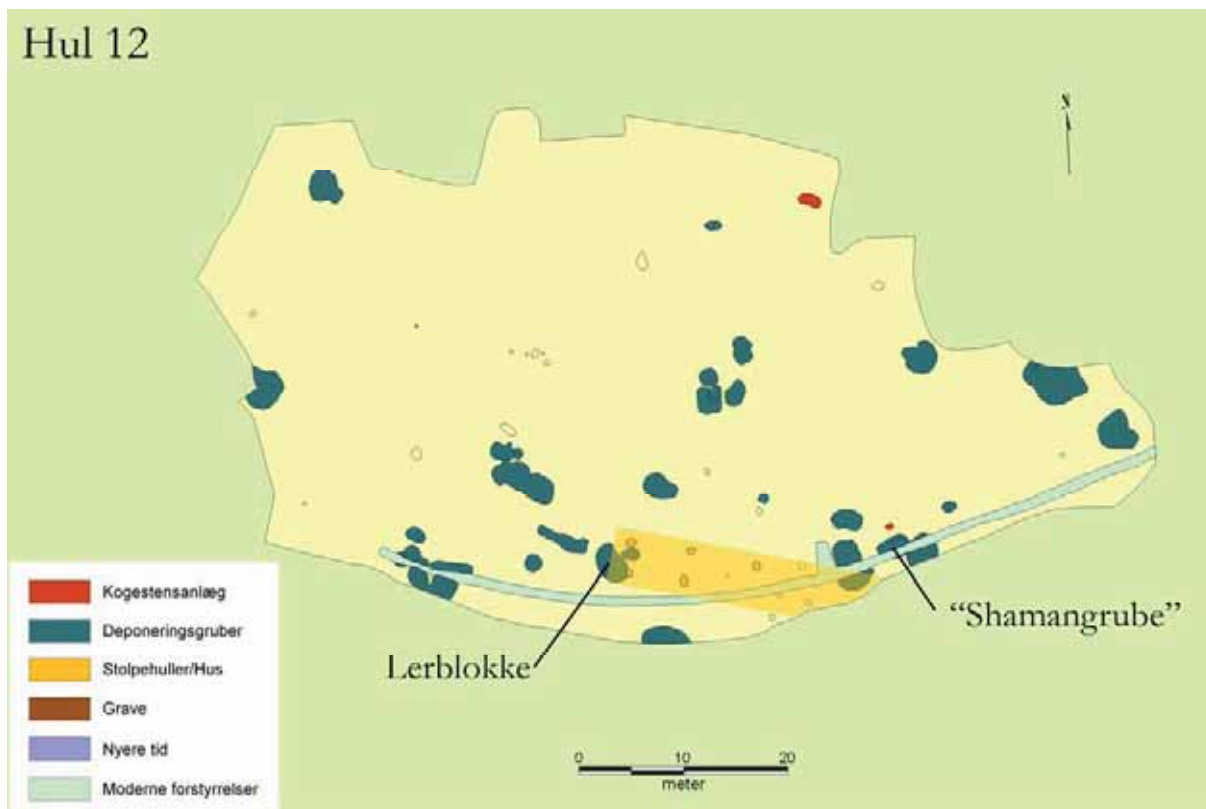 Hul 12
N
Kogestensanlæg
Deponeringsgruber
Stolpehuller/Hus
Grave
Nyere tid
Moderne forstyrrelser
Lerblokke
“Shamangrube”
0 10 20
meter